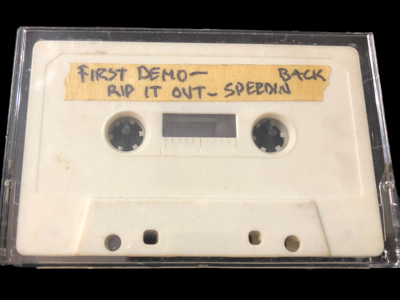 FIRST DEMO— BACK
RIP IT OUT— SPEEDIN